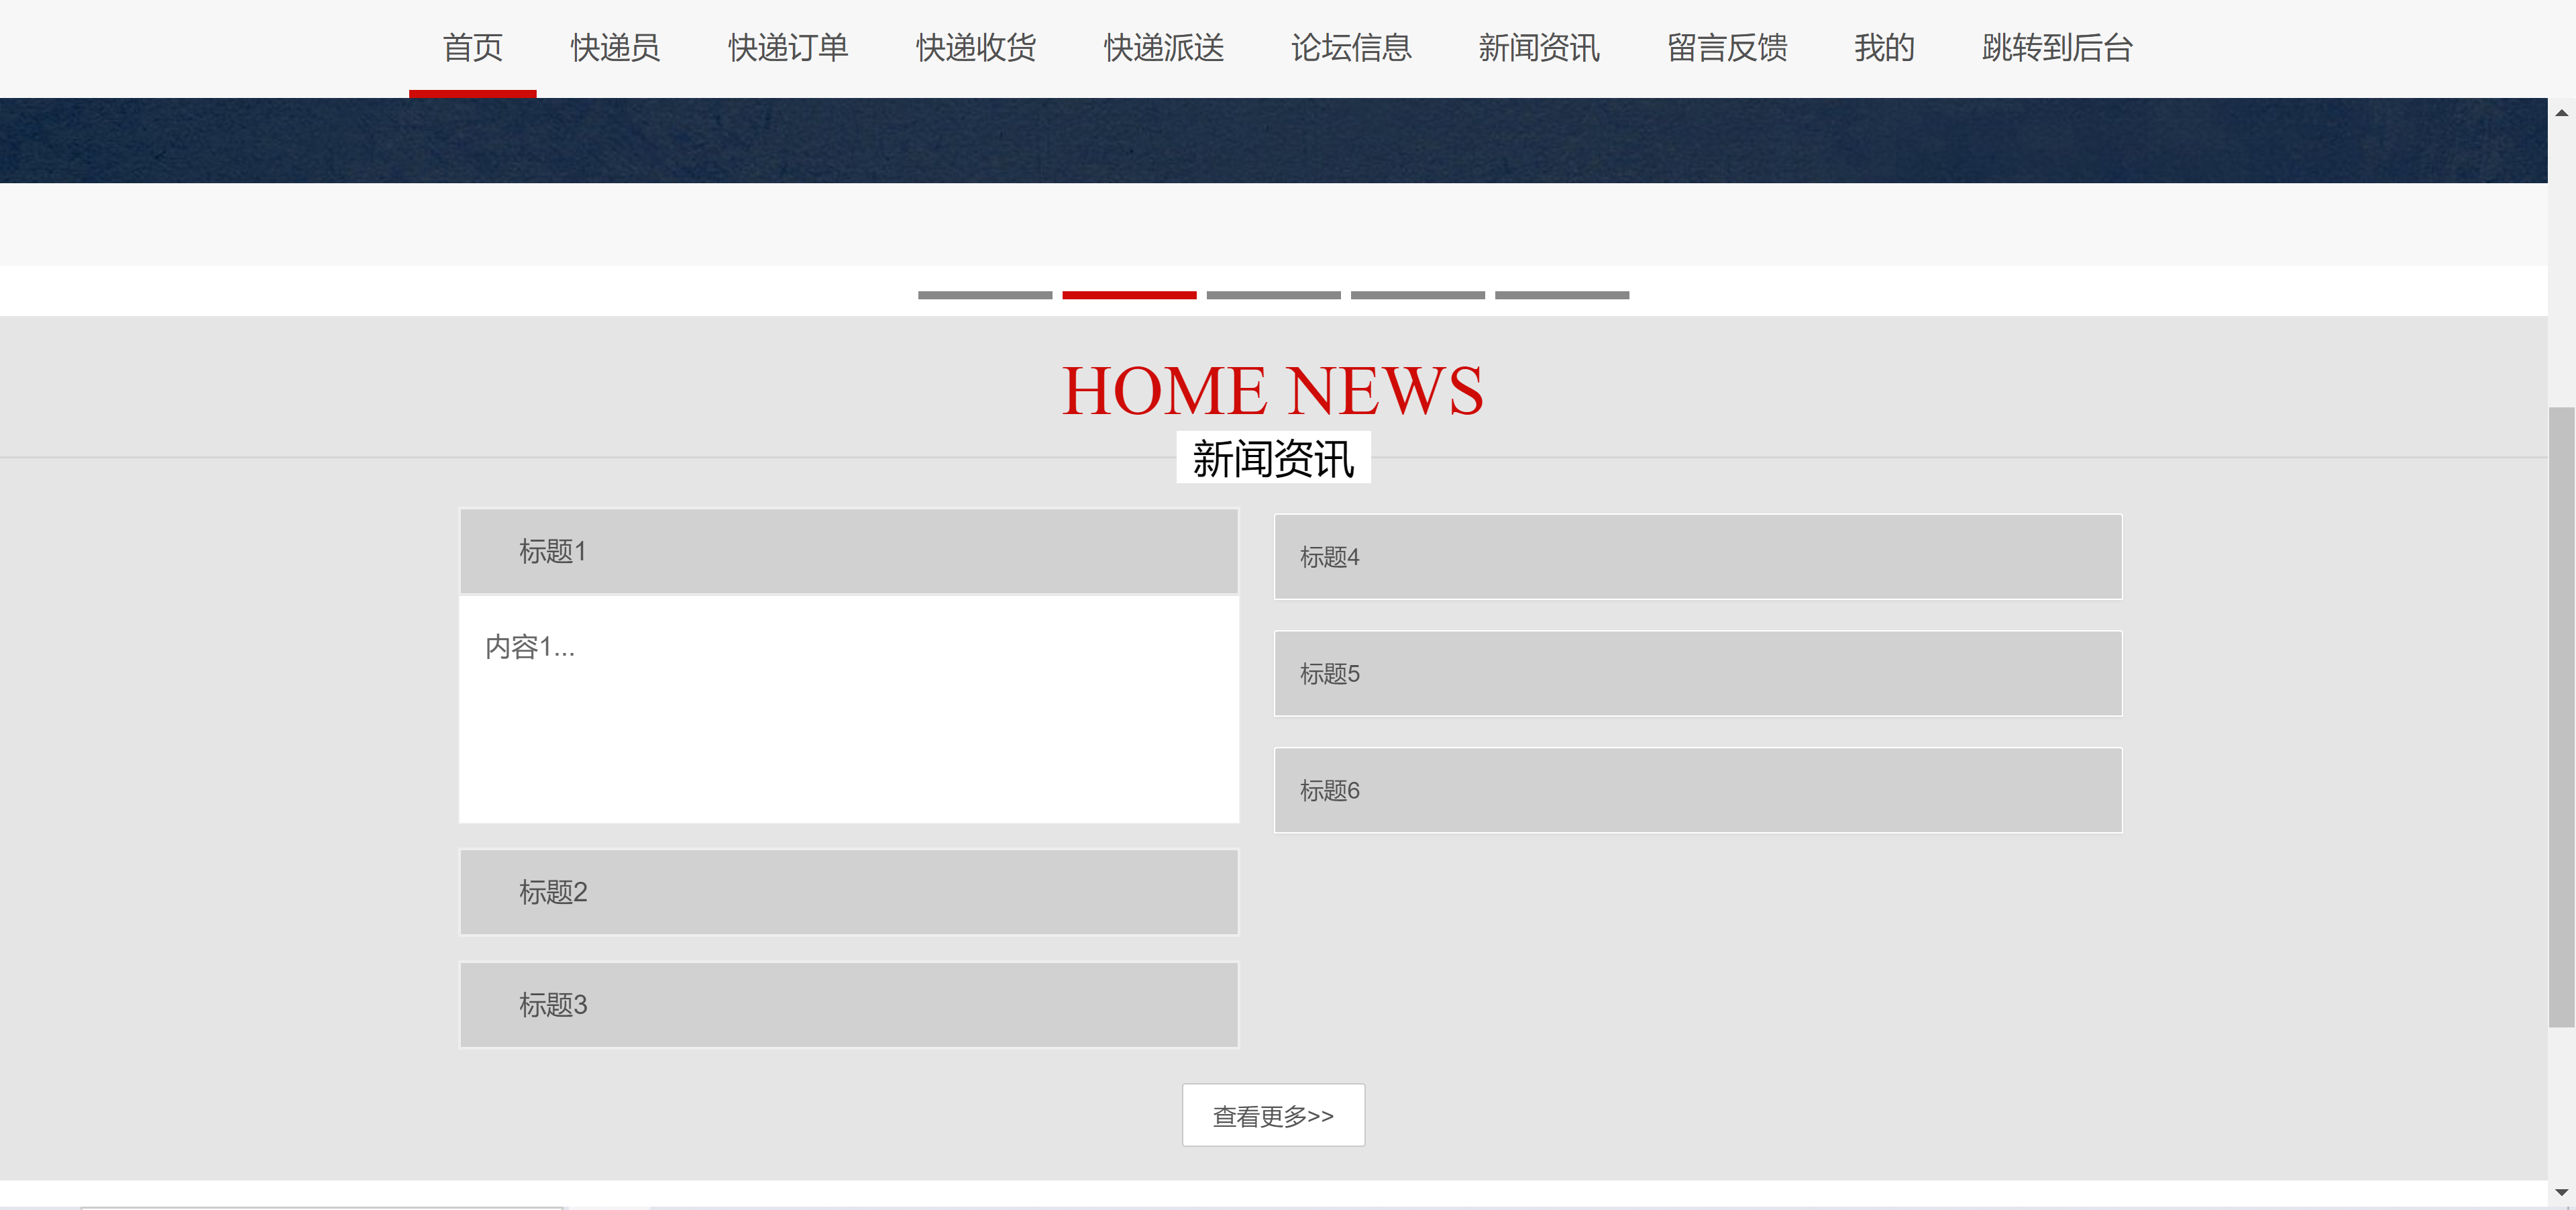 首页 快递员 快递订单 快递收货 快递派送 论坛信息 新闻资讯 留言反馈 我的 跳转到后台
HOME NEWS
新闻资讯
标题1
内容1...
标题2
标题3
标题4
标题5
标题6
查看更多>>